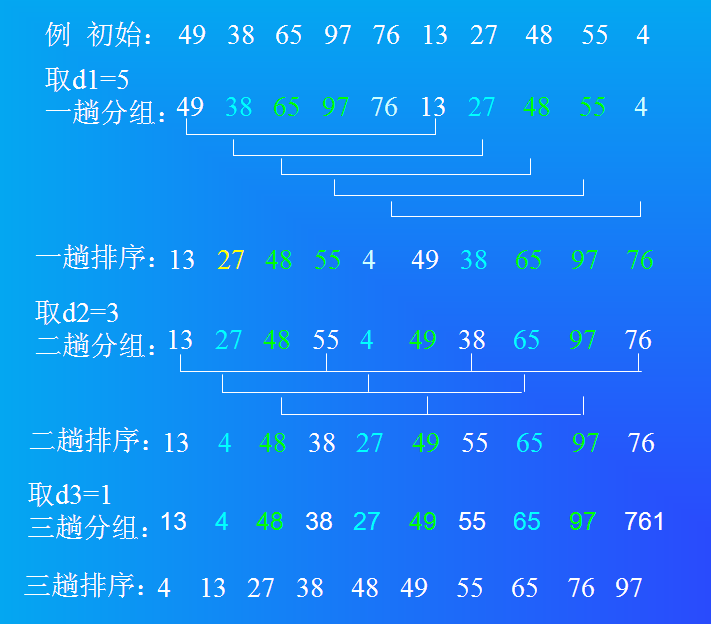 例 初始： 49 38 65 97 76 13 27 48 55 4
取d1=5
一趟分组：49 38 65 97 76 13 27 48 55 4
一趟排序：13 27 48 55 4 49 38 65 97 76
取d2=3
二趟分组：13 27 48 55 4 49 38 65 97 76
二趟排序：13 4 48 38 27 49 55 65 97 76
取d3=1
三趟分组：13 4 48 38 27 49 55 65 97 761
三趟排序：4 13 27 38 48 49 55 65 76 97